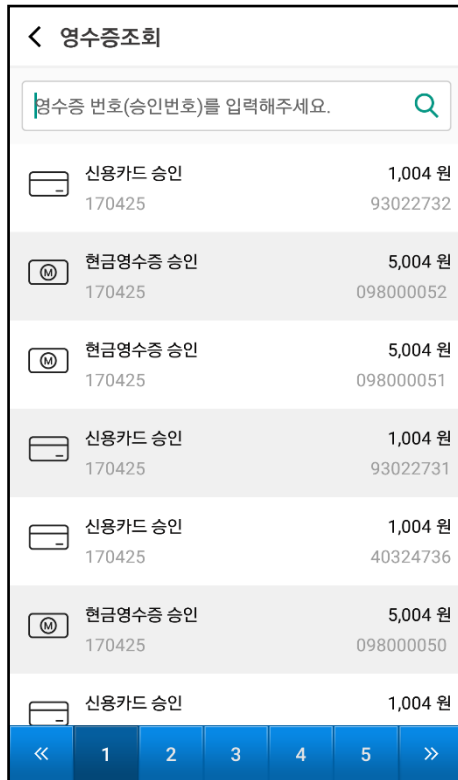 영수증조회
영수증 번호(승인번호)를 입력해주세요.
신용카드 승인 1,004 원
170425 93022732
M 현금영수증 승인 5,004 원
170425 098000052
M 현금영수증 승인 5,004 원
170425 098000051
신용카드 승인 1,004 원
170425 93022731
신용카드 승인 1,004 원
170425 40324736
M 현금영수증 승인 5,004 원
170425 098000050
신용카드 승인 1,004 원
« 1 2 3 4 5 »